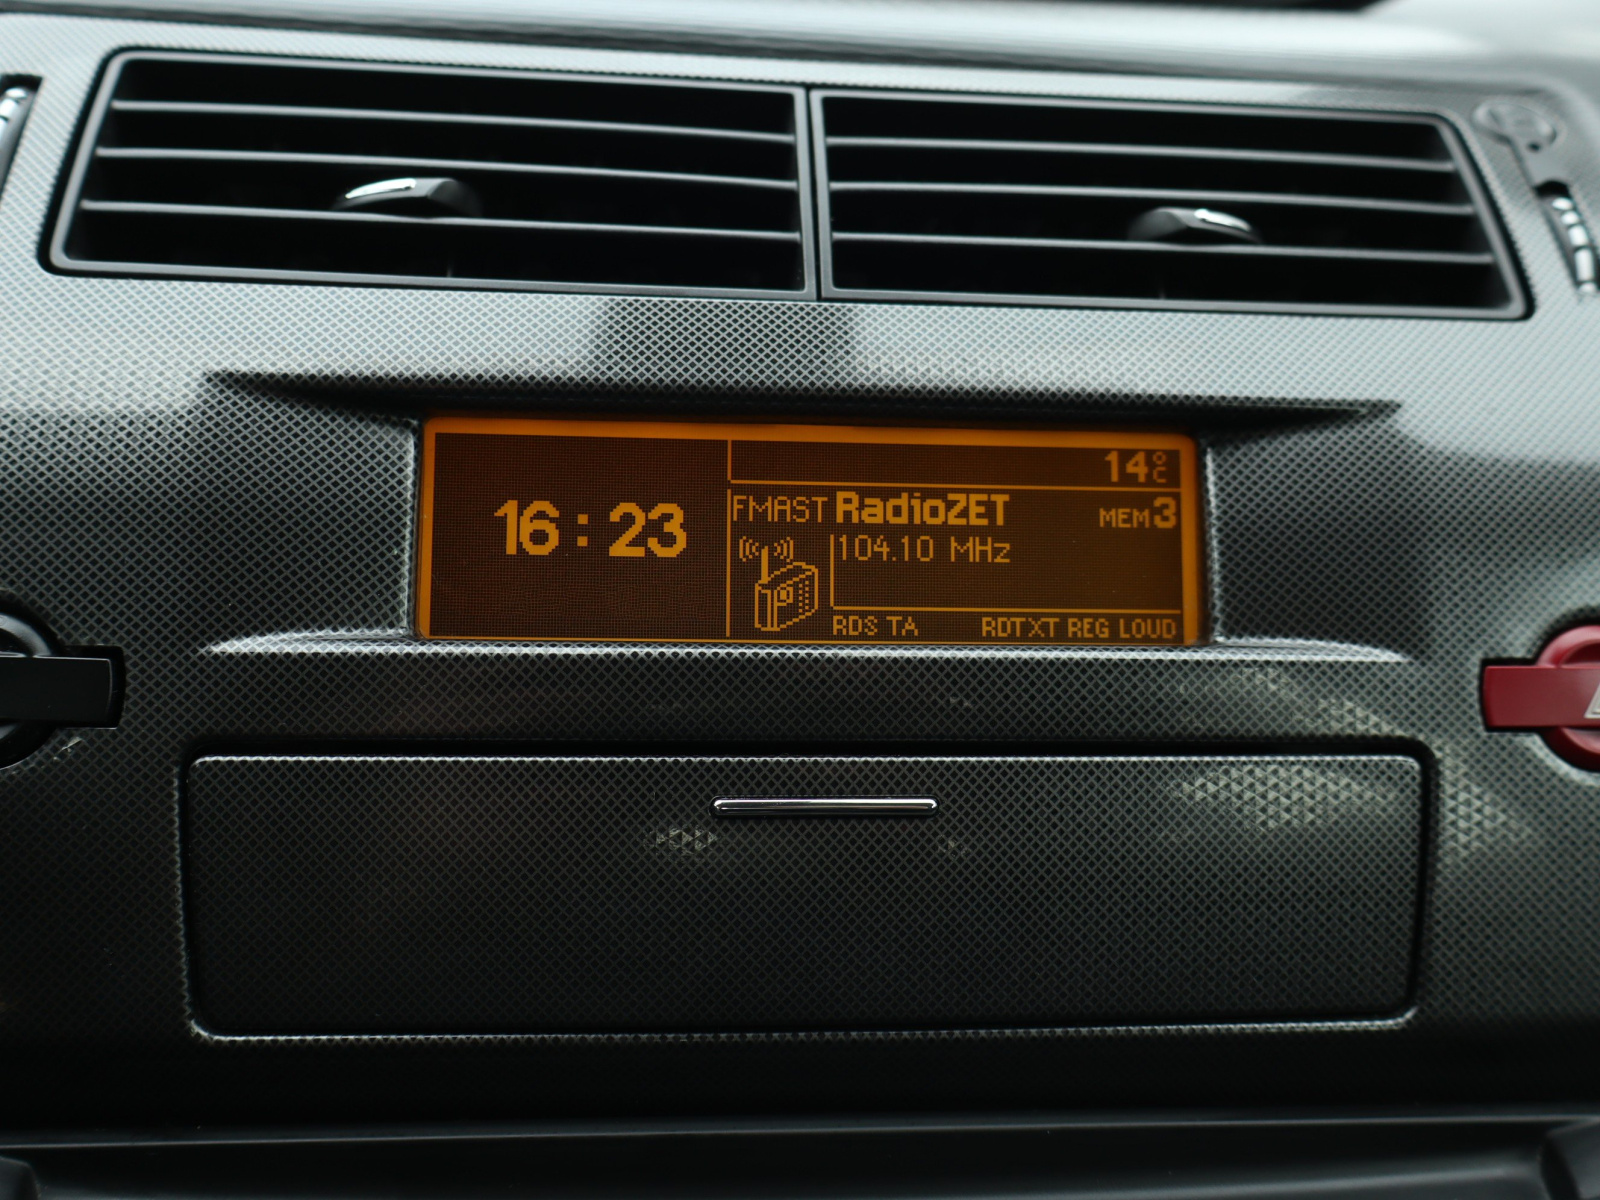 14°C
16:23
FMAST RadioZET MEM3
104.10 MHz
RDS TA RDTXT REG LOUD